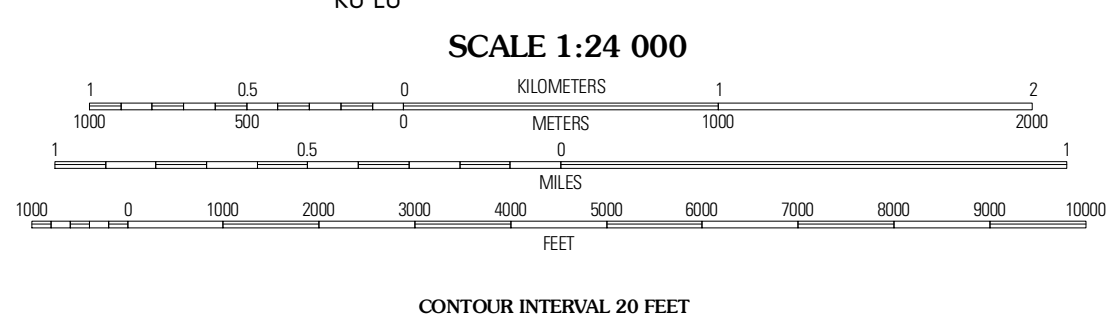 SCALE 1:24 000
1 0.5 0 KILOMETERS 1 2
1000 500 0 METERS 1000 2000
1 0.5 0 1
MILES
1000 0 1000 2000 3000 4000 5000 6000 7000 8000 9000 10000
FEET
CONTOUR INTERVAL 20 FEET